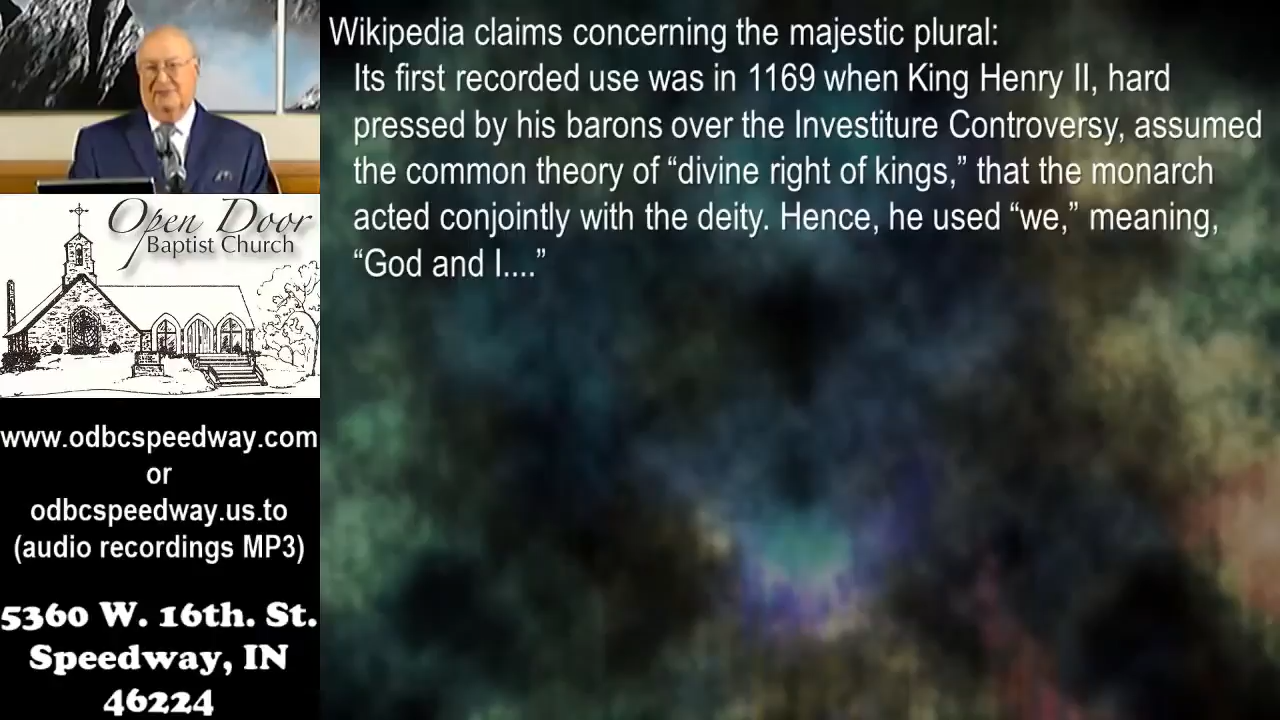 Wikipedia claims concerning the majestic plural:
Its first recorded use was in 1169 when King Henry II, hard
pressed by his barons over the Investiture Controversy, assumed
the common theory of “divine right of kings,” that the monarch
acted conjointly with the deity. Hence, he used “we,” meaning,
“God and I....”
Open Door
Baptist Church
www.odbcspeedway.com
or
odbcspeedway.us.to
(audio recordings MP3)
5360 W. 16th. St.
Speedway, IN
46224